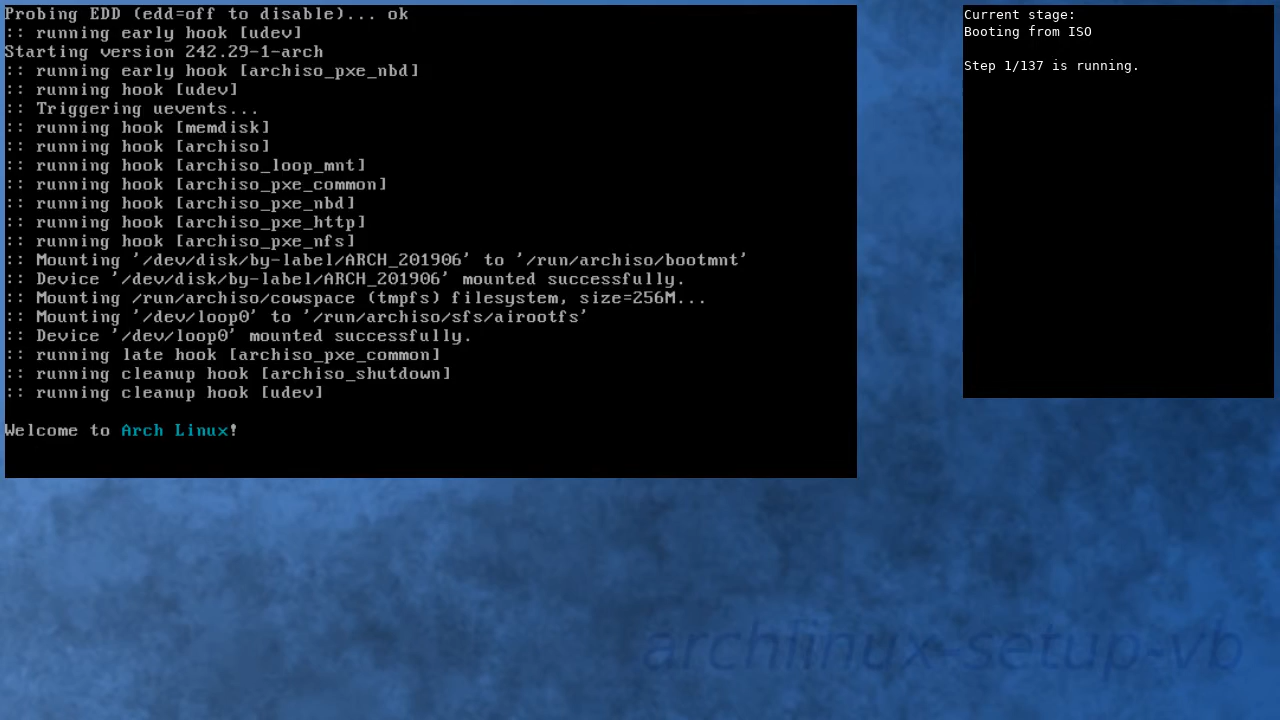 Probing EDD (edd=off to disable)... ok
:: running early hook [udev]
Starting version 242.29-1-arch
:: running early hook [archiso_pxe_nbd]
:: running hook [udev]
:: Triggering uevents...
:: running hook [memdisk]
:: running hook [archiso]
:: running hook [archiso_loop_mnt]
:: running hook [archiso_pxe_common]
:: running hook [archiso_pxe_nbd]
:: running hook [archiso_pxe_http]
:: running hook [archiso_pxe_nfs]
:: Mounting '/dev/disk/by-label/ARCH_201906' to '/run/archiso/bootmnt'
:: Device '/dev/disk/by-label/ARCH_201906' mounted successfully.
:: Mounting /run/archiso/cowspace (tmpfs) filesystem, size=256M...
:: Mounting '/dev/loop0' to '/run/archiso/sfs/airootfs'
:: Device '/dev/loop0' mounted successfully.
:: running late hook [archiso_pxe_common]
:: running cleanup hook [archiso_shutdown]
:: running cleanup hook [udev]
Welcome to Arch Linux!
Current stage:
Booting from ISO
Step 1/137 is running.
archlinux-setup-vb